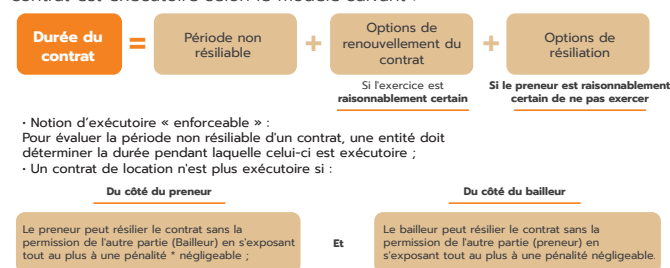 contrat est exécutoire selon le modèle suivant :
Durée du
contrat
=
Période non
résiliable
+
Options de
renouvellement du
contrat
+
Options de
résiliation
Si l'exercice est
raisonnablement certain
Si le preneur est raisonnablement
certain de ne pas exercer
• Notion d'exécutoire « enforceable » :
Pour évaluer la période non résiliable d'un contrat, une entité doit
déterminer la durée pendant laquelle celui-ci est exécutoire ;
• Un contrat de location n'est plus exécutoire si :
Du côté du preneur
Du côté du bailleur
Le preneur peut résilier le contrat sans la
permission de l'autre partie (Bailleur) en s'exposant
tout au plus à une pénalité * négligeable ;
Et
Le bailleur peut résilier le contrat sans la
permission de l'autre partie (preneur) en
s'exposant tout au plus à une pénalité négligeable.